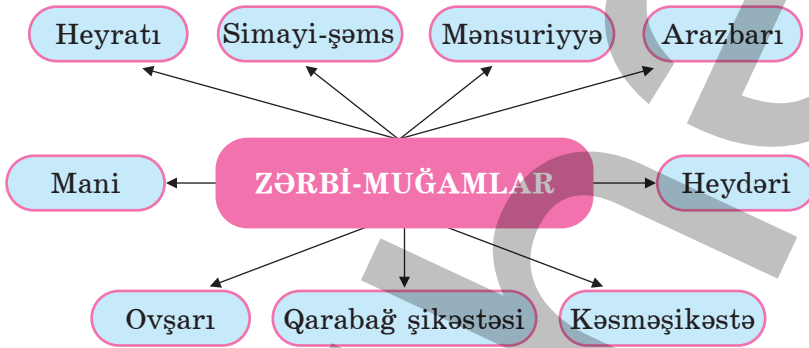 Heyratı
Simayi-şəms
Mənsuriyyə
Arazbarı
Mani
ZƏRBİ-MUĞAMLAR
Heydəri
Ovşarı
Qarabağ şikəstəsi
Kəsməşikəstə